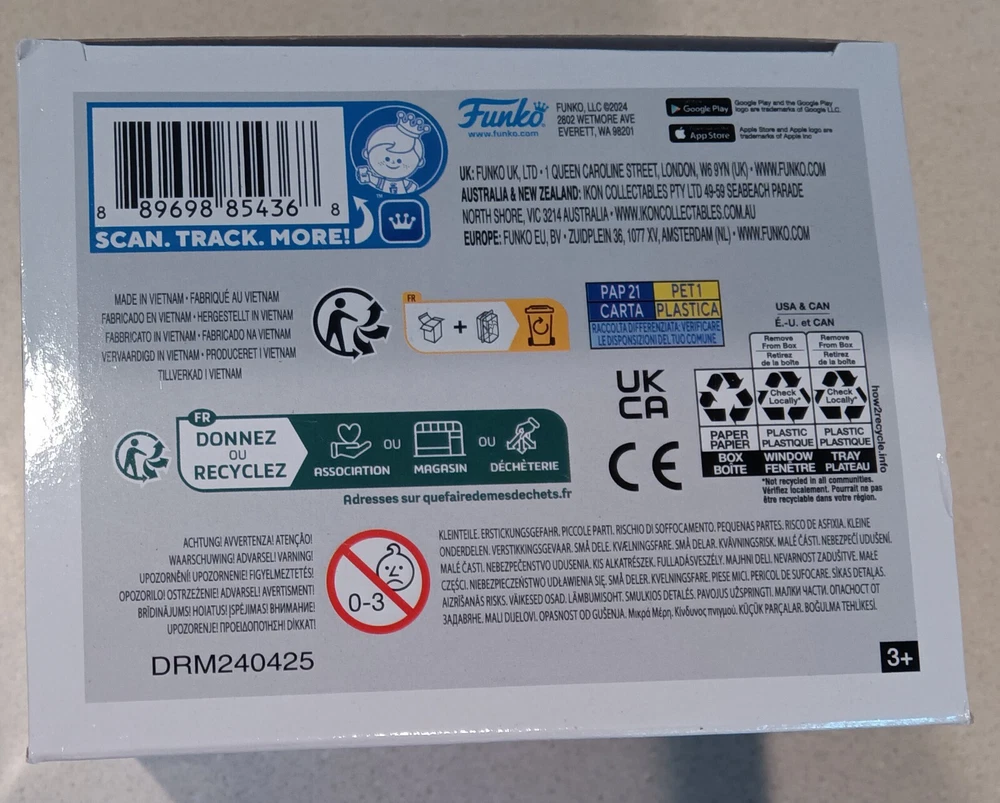 8 89698 85436 8
SCAN. TRACK. MORE!
Funko
www.funko.com
FUNKO, LLC ©2024
2802 WETMORE AVE
EVERETT, WA 98201
Google Play
Google Play and the Google Play
logo are trademarks of Google LLC.
App Store
Apple Store and Apple logo are
trademarks of Apple Inc
UK: FUNKO UK, LTD • 1 QUEEN CAROLINE STREET, LONDON, W6 9YN (UK) • WWW.FUNKO.COM
AUSTRALIA & NEW ZEALAND: IKON COLLECTABLES PTY LTD 49-59 SEABEACH PARADE
NORTH SHORE, VIC 3214 AUSTRALIA • WWW.IKONCOLLECTABLES.COM.AU
EUROPE: FUNKO EU, BV • ZUIDPLEIN 36, 1077 XV, AMSTERDAM (NL) • WWW.FUNKO.COM
MADE IN VIETNAM • FABRIQUÉ AU VIETNAM
FABRICADO EN VIETNAM • HERGESTELLT IN VIETNAM
FABBRICATO IN VIETNAM • FABRICADO NA VIETNAM
VERVAARDIGD IN VIETNAM • PRODUCERET I VIETNAM
TILLVERKAD I VIETNAM
FR
+
PAP 21 PET 1
CARTA PLASTICA
RACCOLTA DIFFERENZIATA: VERIFICARE
LE DISPOSIZIONI DEL TUO COMUNE
UK
CA
CE
USA & CAN
É.-U. et CAN
Remove
From Box
Retirez
de la boîte
Remove
From Box
Retirez
de la boîte
Check
Locally*
Check
Locally*
PAPER
PAPIER
BOX
BOÎTE
PLASTIC
PLASTIQUE
WINDOW
FENÊTRE
PLASTIC
PLASTIQUE
TRAY
PLATEAU
how2recycle.info
*Not recycled in all communities.
Vérifiez localement. Pourrait ne pas
être recyclable dans votre région.
FR
DONNEZ
OU
RECYCLEZ
ASSOCIATION
OU
MAGASIN
OU
DÉCHÈTERIE
Adresses sur quefairedemesdechets.fr
ACHTUNG! AVVERTENZA! ATENÇÃO!
WAARSCHUWING! ADVARSEL! VARNING!
UPOZORNĚNÍ! UPOZORNENIE! FIGYELMEZTETÉS!
OPOZORILO! OSTRZEŻENIE! ADVARSEL! AVERTISMENT!
BRĪDINĀJUMS! HOIATUS! ĮSPĖJIMAS! ВНИМАНИЕ!
UPOZORENJE! ΠΡΟΕΙΔΟΠΟΊΗΣΗ! DİKKAT!
0-3
KLEINTEILE. ERSTICKUNGSGEFAHR. PICCOLE PARTI. RISCHIO DI SOFFOCAMENTO. PEQUENAS PARTES. RISCO DE ASFIXIA. KLEINE
ONDERDELEN. VERSTIKKINGSGEVAAR. SMÅ DELE. KVÆLNINGSFARE. SMÅ DELAR. KVÄVNINGSRISK. MALÉ ČÁSTI. NEBEZPEČÍ UDUŠENÍ.
MALÉ ČASTI. NEBEZPEČENSTVO UDUSENIA. KIS ALKATRÉSZEK. FULLADÁSVESZÉLY. MAJHNI DELI. NEVARNOST ZADUŠITVE. MAŁE
CZĘŚCI. NIEBEZPIECZEŃSTWO UDŁAWIENIA SIĘ. SMÅ DELER. KVELNINGSFARE. PIESE MICI. PERICOL DE SUFOCARE. SĪKAS DETAĻAS.
AIZRĪŠANĀS RISKS. VÄIKESED OSAD. LÄMBUMISOHT. SMULKIOS DETALĖS. PAVOJUS UŽSPRINGTI. МАЛКИ ЧАСТИ. ОПАСНОСТ ОТ
ЗАДАВЯНЕ. MALI DIJELOVI. OPASNOST OD GUŠENJA. Μικρά Μέρη. Κίνδυνος πνιγμού. KÜÇÜK PARÇALAR. BOĞULMA TEHLİKESİ.
DRM240425
3+